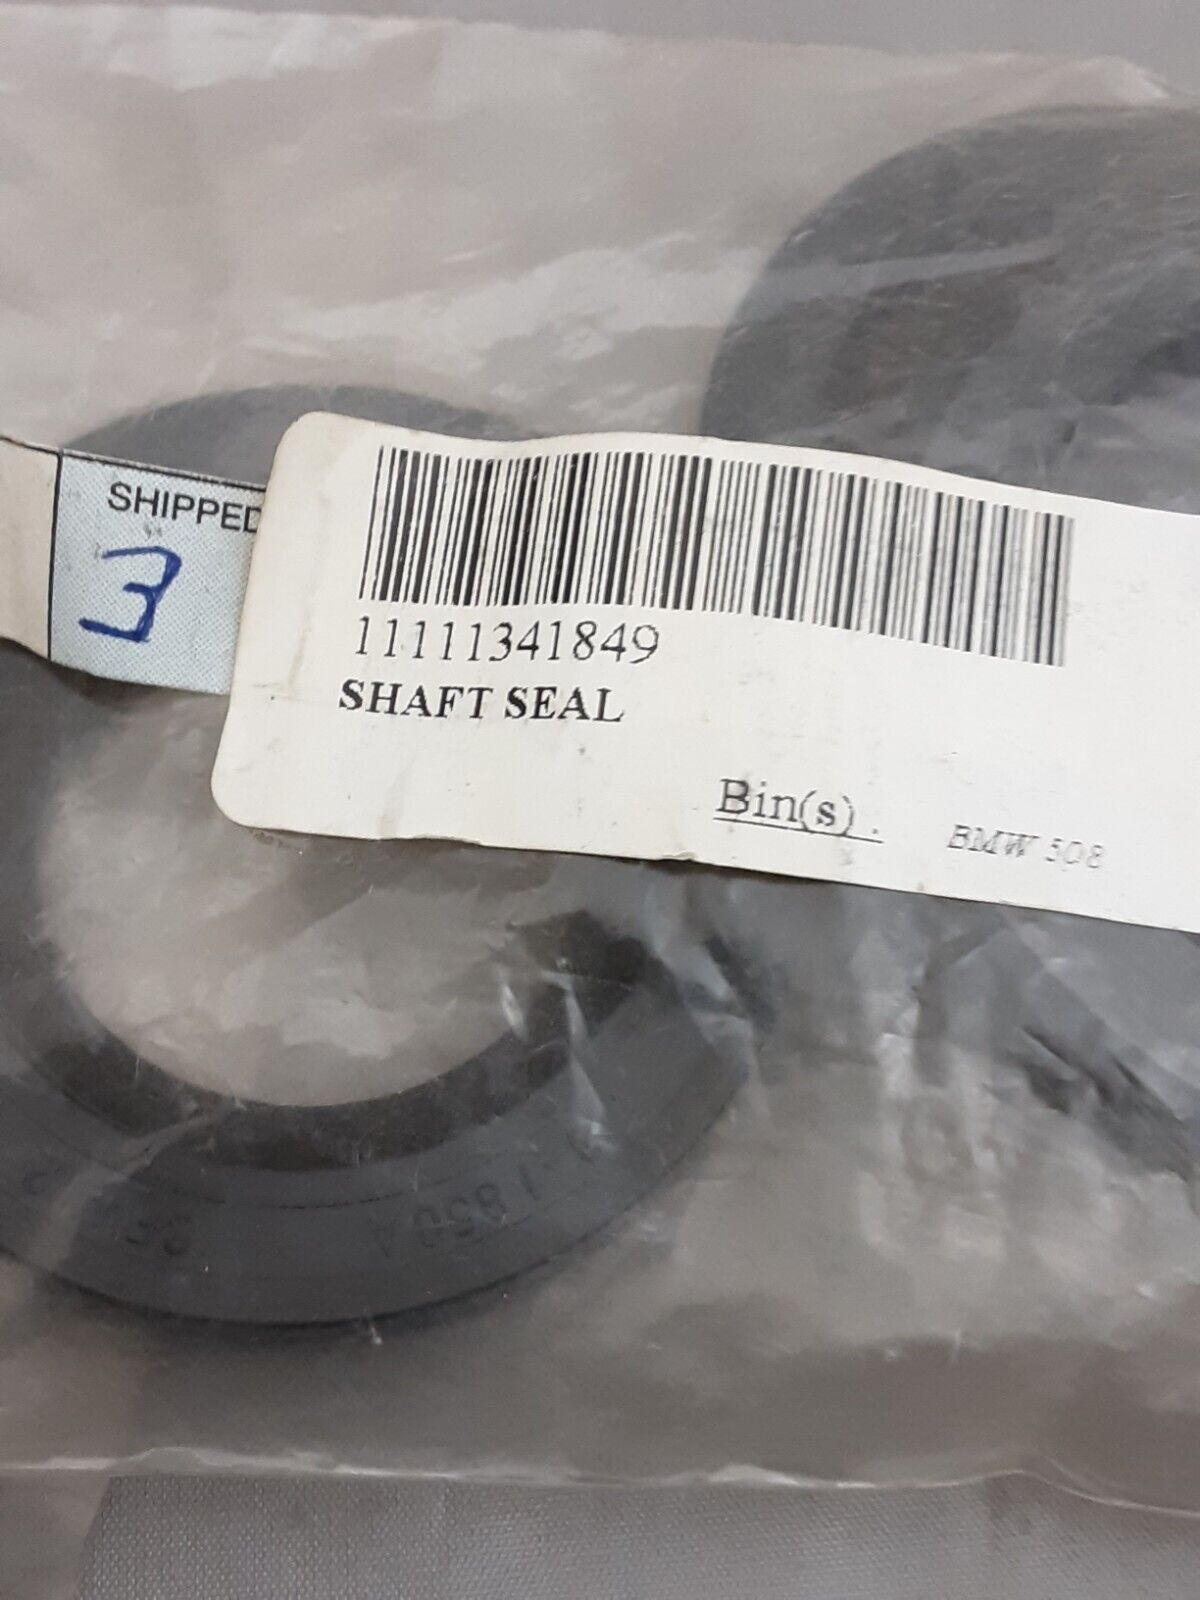 SHIPPED
3
11111341849
SHAFT SEAL
Bin(s) .
BMW 508